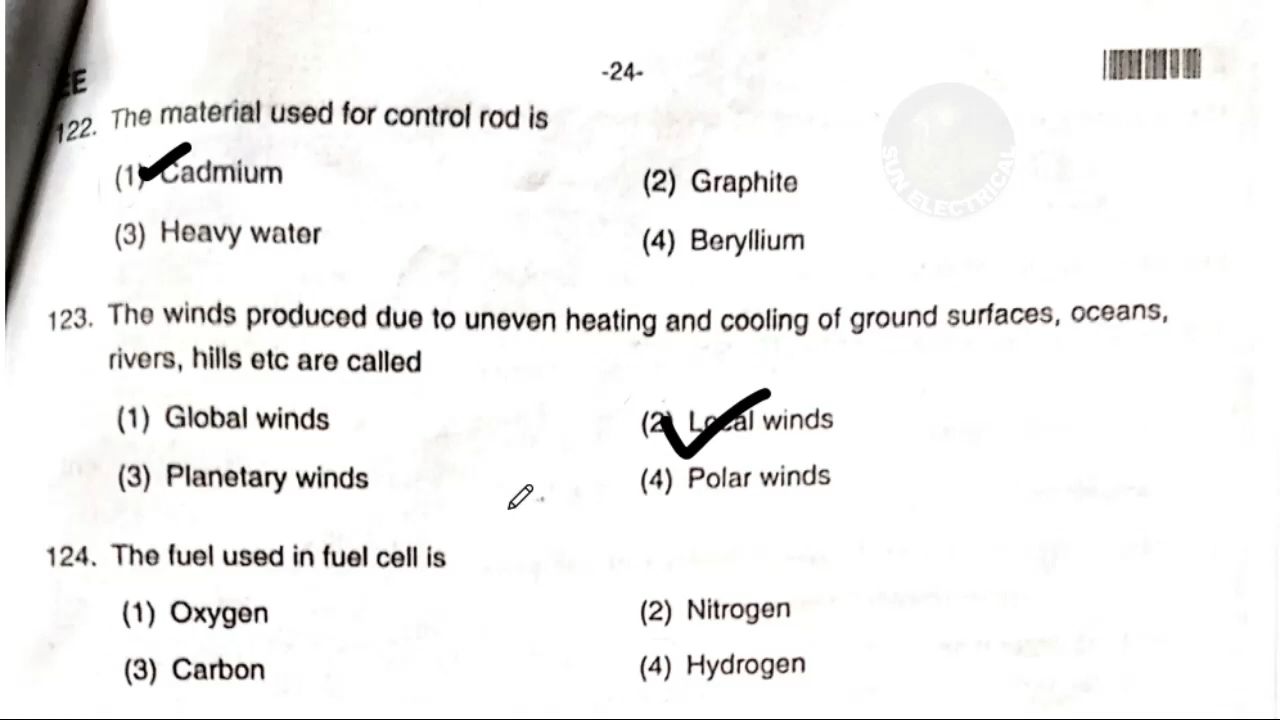 EE
-24-
122. The material used for control rod is
(1) Cadmium
(2) Graphite
(3) Heavy water
(4) Beryllium
SUN ELECTRICAL
123. The winds produced due to uneven heating and cooling of ground surfaces, oceans,
rivers, hills etc are called
(1) Global winds
(2) Local winds
(3) Planetary winds
(4) Polar winds
124. The fuel used in fuel cell is
(1) Oxygen
(2) Nitrogen
(3) Carbon
(4) Hydrogen